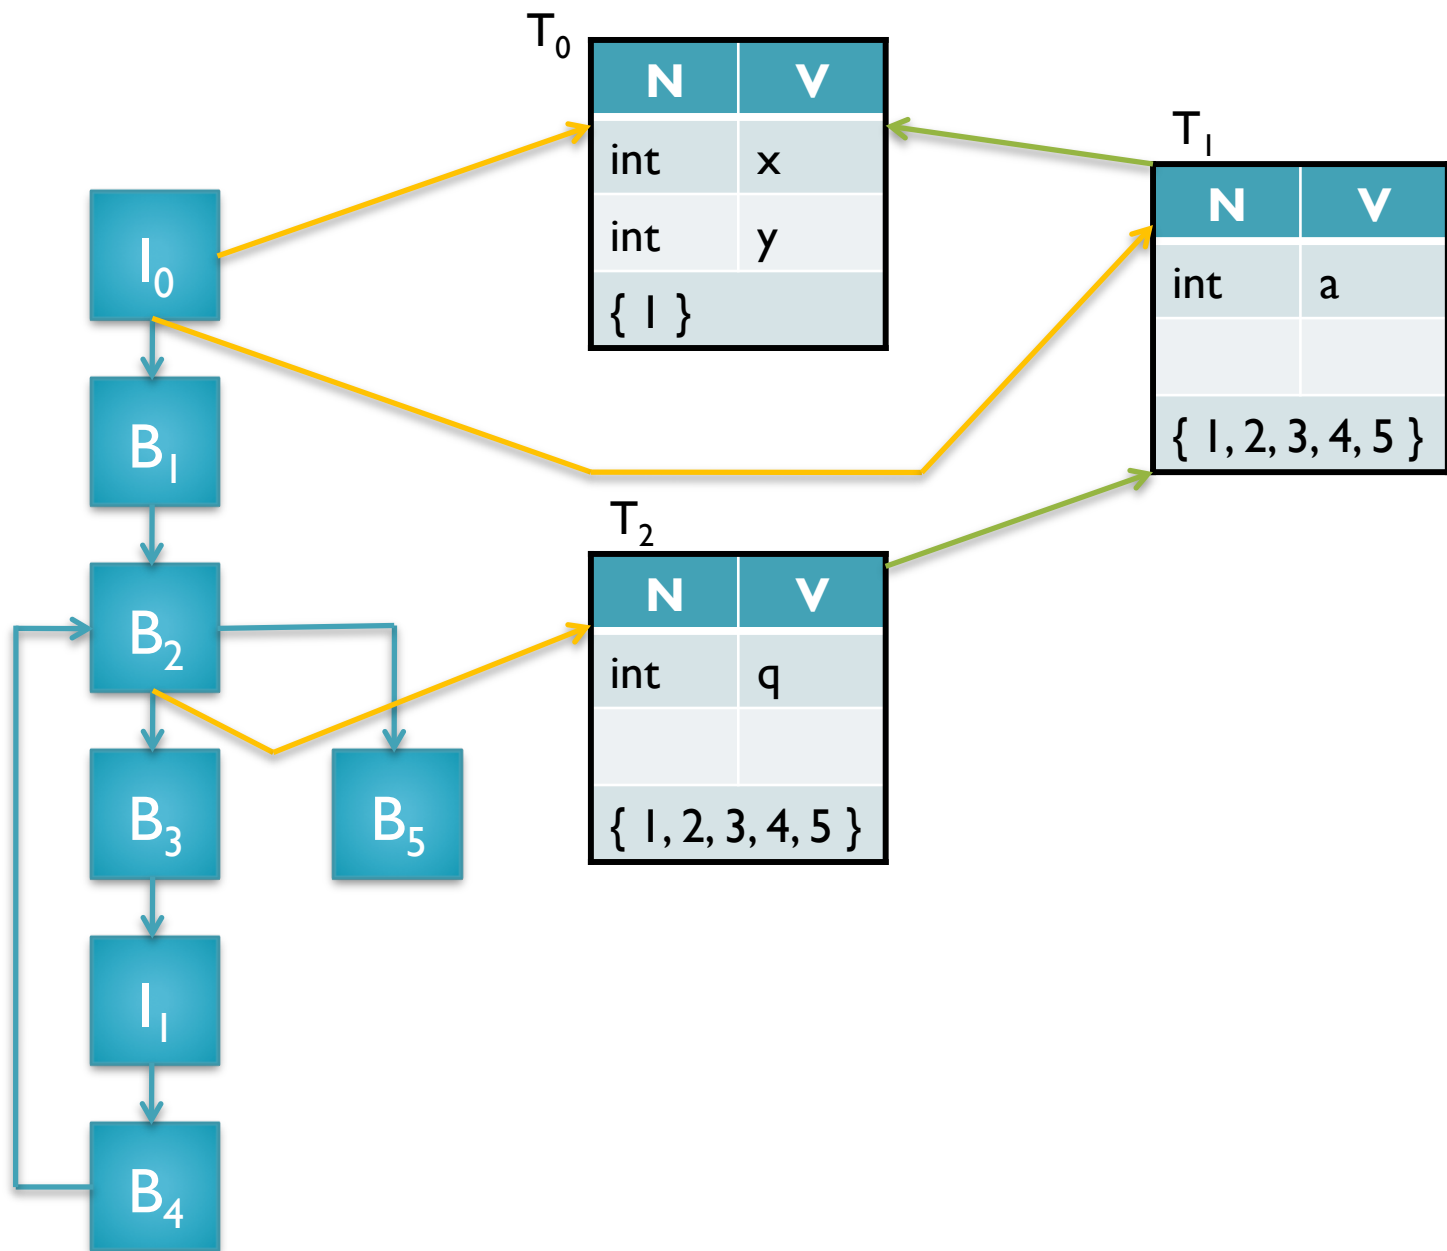 T0
N V
int x
int y
{ 1 }
T1
N V
int a
{ 1, 2, 3, 4, 5 }
I0
B1
B2
B3
B5
I1
B4
T2
N V
int q
{ 1, 2, 3, 4, 5 }